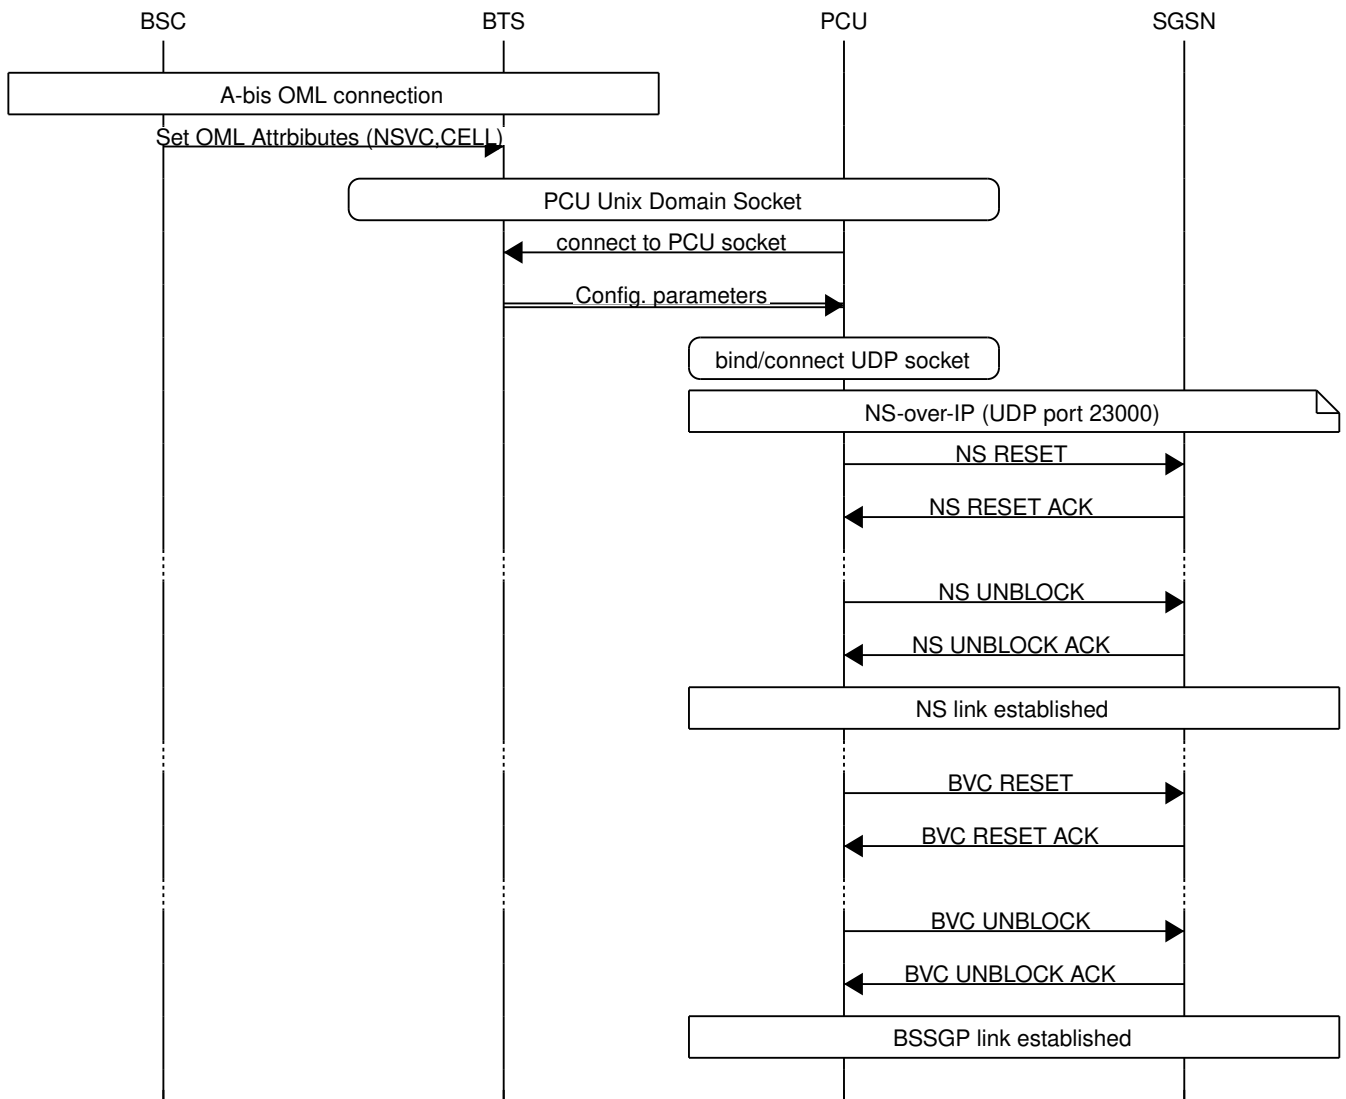 BSC BTS PCU SGSN
A-bis OML connection
Set OML Attrbibutes (NSVC,CELL)
PCU Unix Domain Socket
connect to PCU socket
Config. parameters
bind/connect UDP socket
NS-over-IP (UDP port 23000)
NS RESET
NS RESET ACK
NS UNBLOCK
NS UNBLOCK ACK
NS link established
BVC RESET
BVC RESET ACK
BVC UNBLOCK
BVC UNBLOCK ACK
BSSGP link established